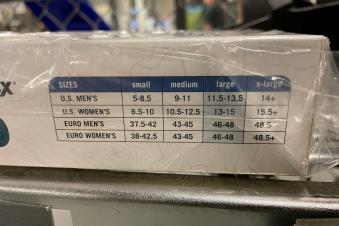 SIZES small medium large x-large
U.S. MEN'S 5-8.5 9-11 11.5-13.5 14+
U.S. WOMEN'S 6.5-10 10.5-12.5 13-15 15.5+
EURO MEN'S 37.5-42 43-45 46-48 48.5+
EURO WOMEN'S 38-42.5 43-45 46-48 48.5+